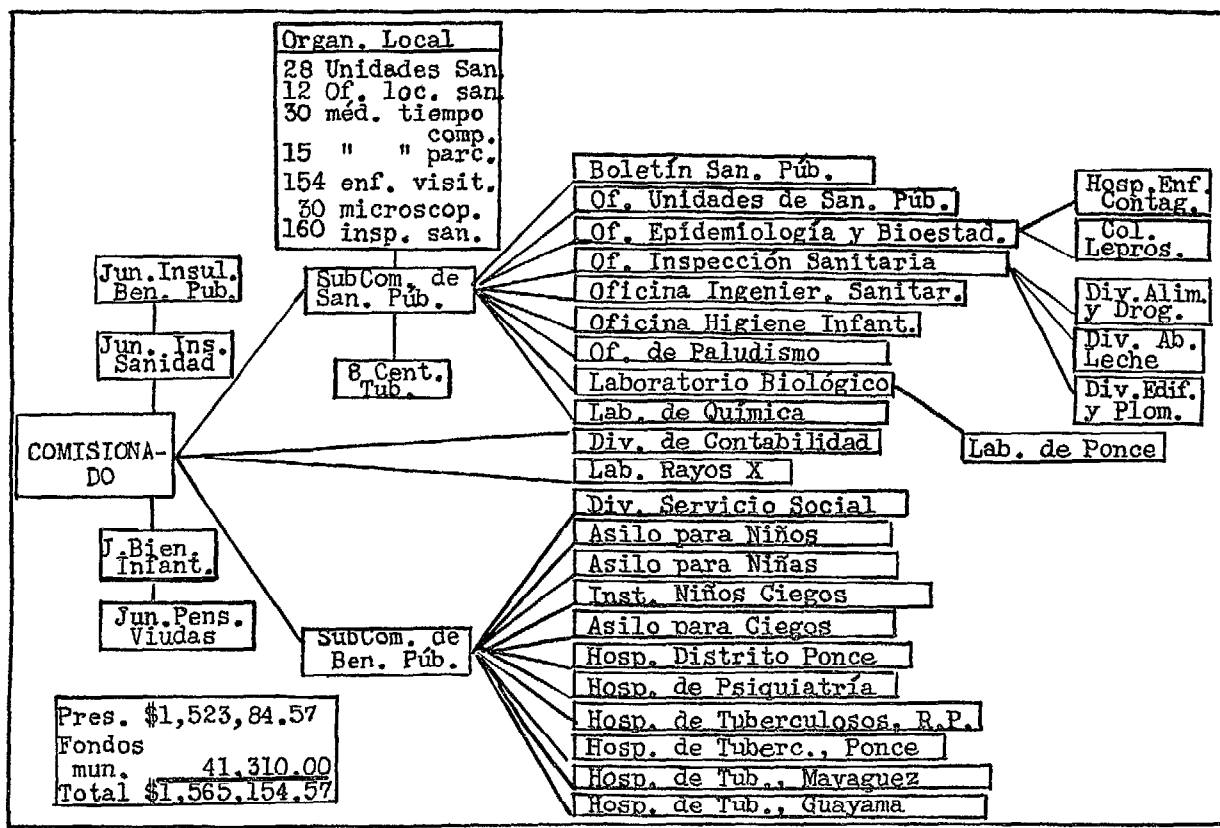 Organ. Local
28 Unidades San.
12 Of. loc. san.
30 méd. tiempo
comp.
15 " " parc.
154 enf. visit.
30 microscop.
160 insp. san.
Jun.Insul.
Ben. Pub.
Jun. Ins.
Sanidad
COMISIONA-
DO
J.Bien.
Infant.
Jun.Pens.
Viudas
SubCom. de
San. Púb.
8 Cent.
Tub.
SubCom. de
Ben. Púb.
Boletín San. Púb.
Of. Unidades de San. Púb.
Of. Epidemiología y Bioestad.
Of. Inspección Sanitaria
Oficina Ingenier. Sanitar.
Oficina Higiene Infant.
Of. de Paludismo
Laboratorio Biológico
Lab. de Química
Div. de Contabilidad
Lab. Rayos X
Div. Servicio Social
Asilo para Niños
Asilo para Niñas
Inst. Niños Ciegos
Asilo para Ciegos
Hosp. Distrito Ponce
Hosp. de Psiquiatría
Hosp. de Tuberculosos, R.P.
Hosp. de Tuberc., Ponce
Hosp. de Tub., Mayaguez
Hosp. de Tub., Guayama
Hosp.Enf.
Contag.
Col.
Lepros.
Div.Alim.
y Drog.
Div. Ab.
Leche
Div.Edif.
y Plom.
Lab. de Ponce
Pres. $1,523,84.57
Fondos
mun. 41,310.00
Total $1,565,154.57